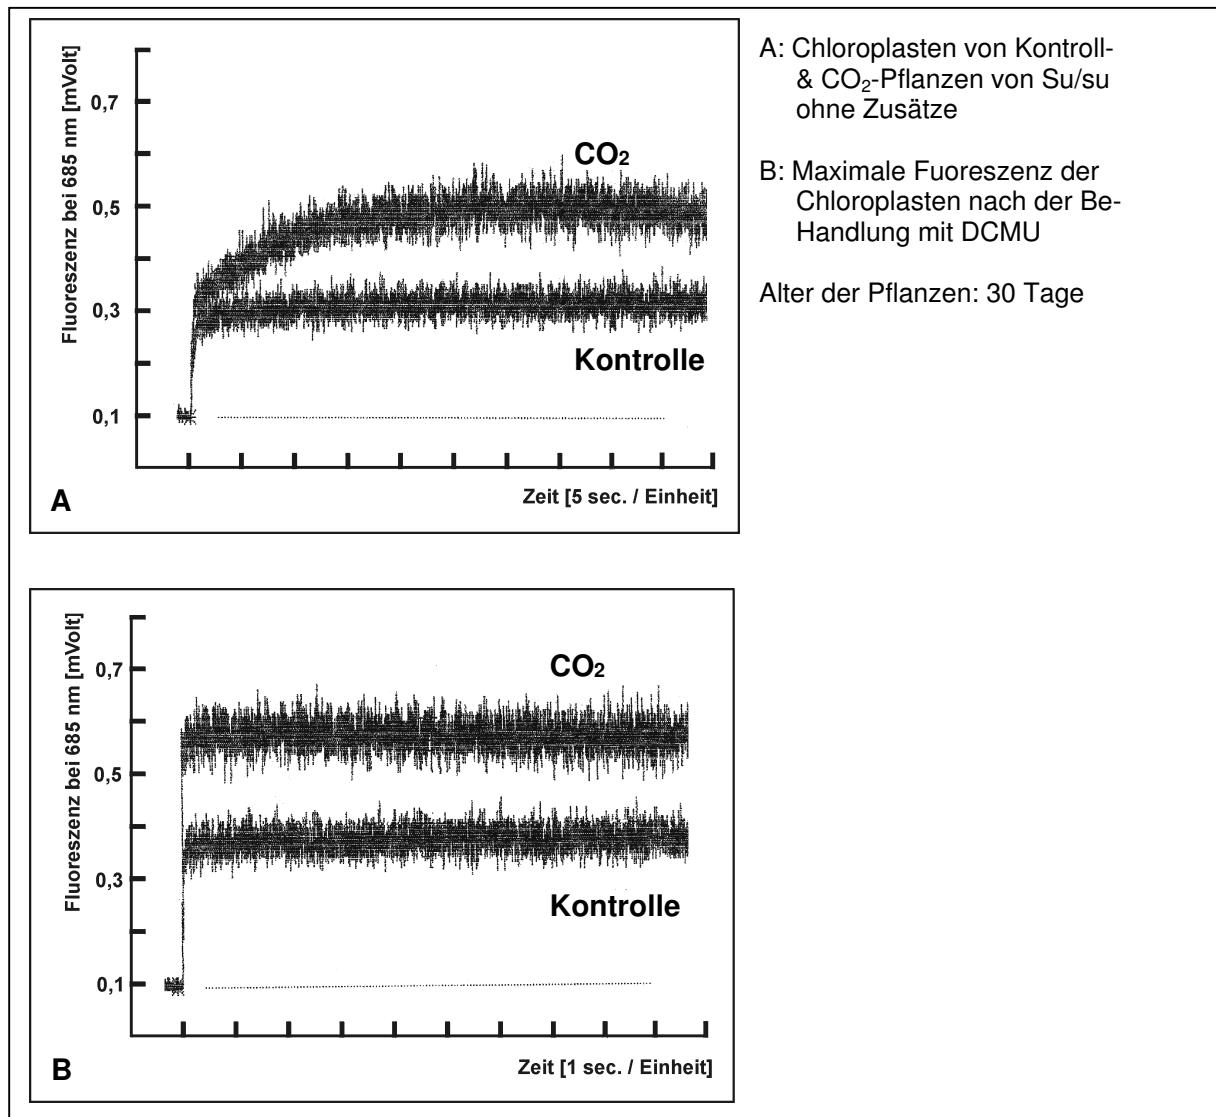 Fluoreszenz bei 685 nm [mVolt]
0,7
0,5
0,3
0,1
CO₂
Kontrolle
A
Zeit [5 sec. / Einheit]
A: Chloroplasten von Kontroll-
& CO₂-Pflanzen von Su/su
ohne Zusätze
B: Maximale Fuoreszenz der
Chloroplasten nach der Be-
Handlung mit DCMU
Alter der Pflanzen: 30 Tage
Fluoreszenz bei 685 nm [mVolt]
0,7
0,5
0,3
0,1
CO₂
Kontrolle
B
Zeit [1 sec. / Einheit]